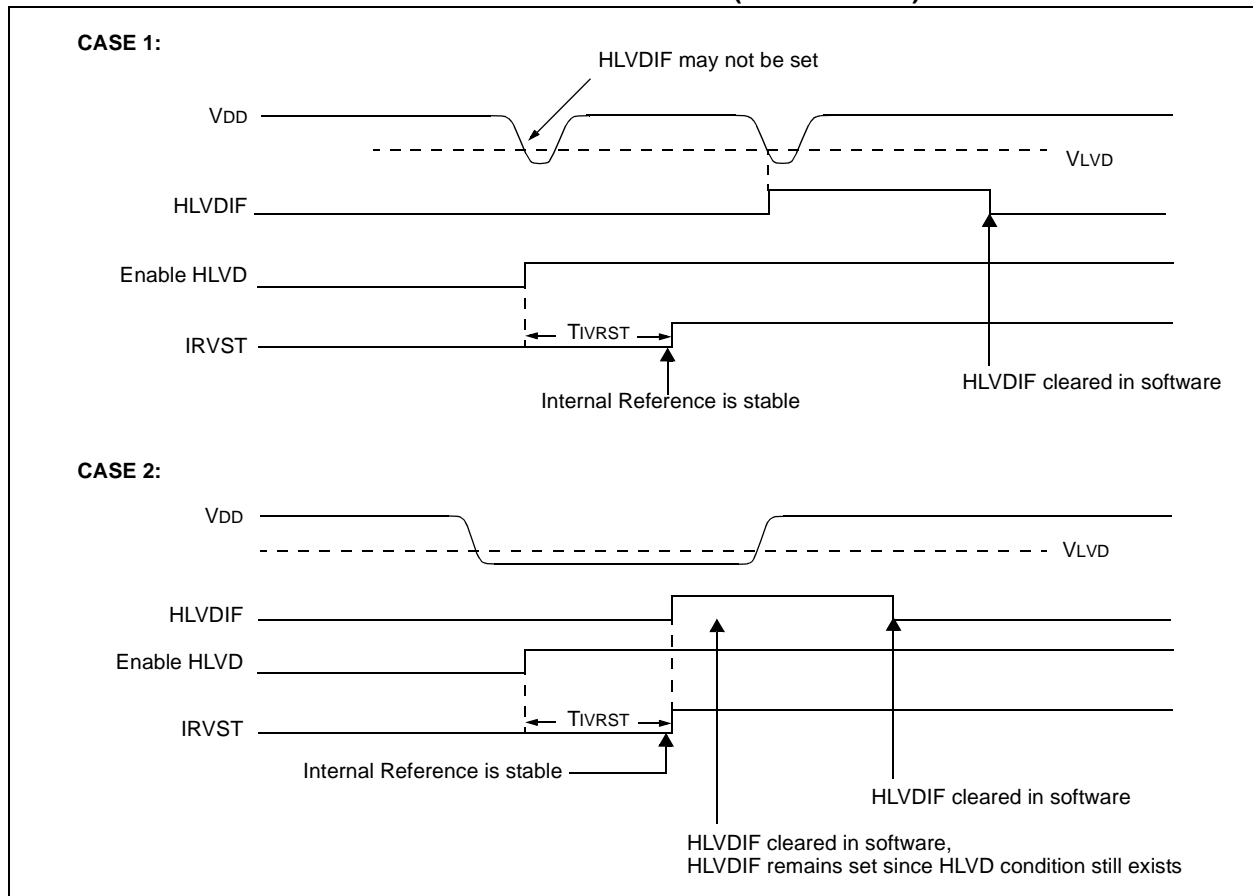 CASE 1:
HLVDIF may not be set
VDD
VLVD
HLVDIF
Enable HLVD
TIVRST
IRVST
HLVDIF cleared in software
Internal Reference is stable
CASE 2:
VDD
VLVD
HLVDIF
Enable HLVD
TIVRST
IRVST
Internal Reference is stable
HLVDIF cleared in software
HLVDIF cleared in software,
HLVDIF remains set since HLVD condition still exists